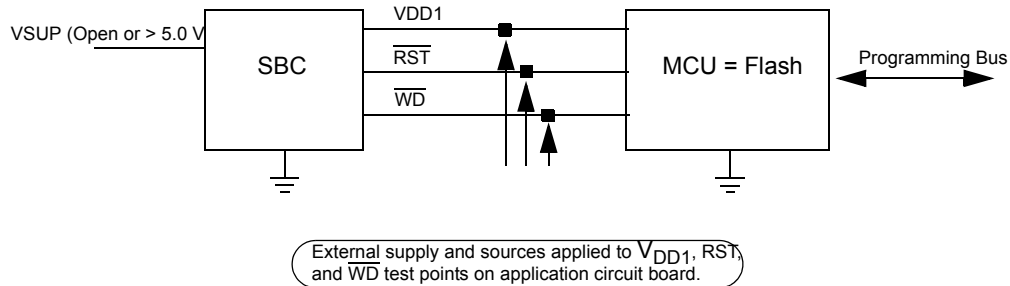 VDD1
VSUP (Open or > 5.0 V
SBC
RST
WD
MCU = Flash
Programming Bus
External supply and sources applied to VDD1, RST,
and WD test points on application circuit board.